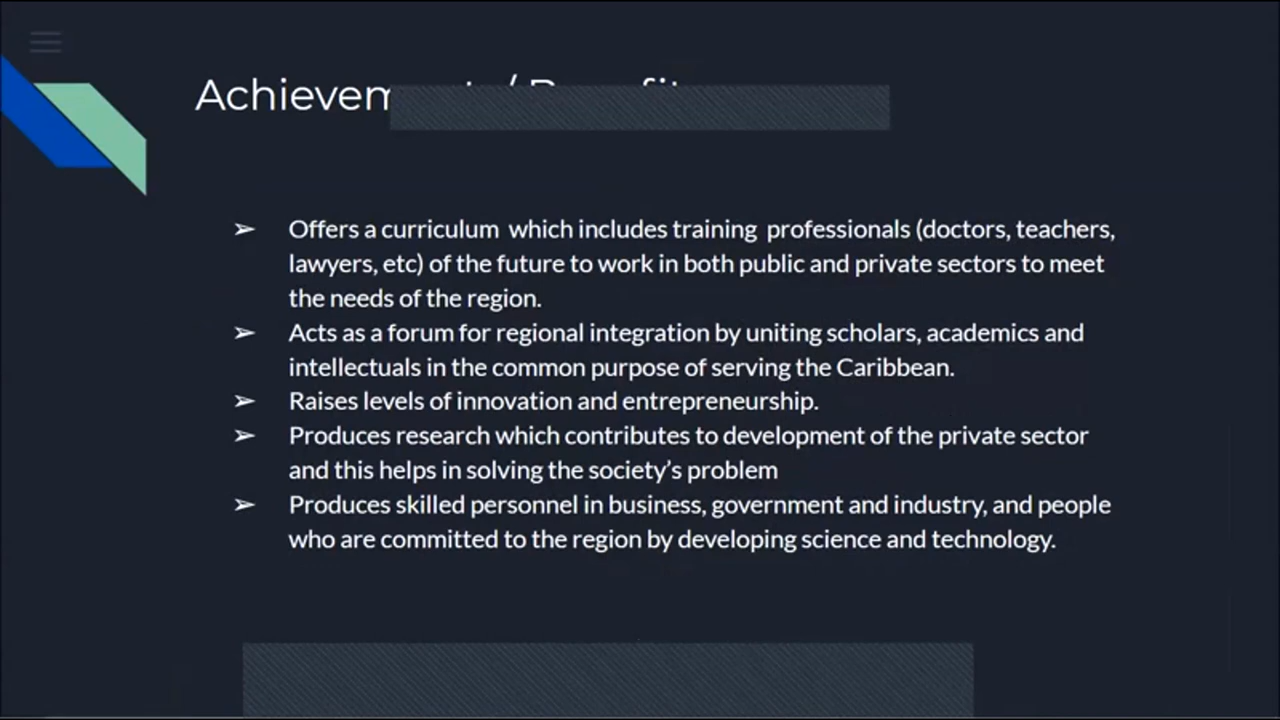 Offers a curriculum which includes training professionals (doctors, teachers,
lawyers, etc) of the future to work in both public and private sectors to meet
the needs of the region.
Acts as a forum for regional integration by uniting scholars, academics and
intellectuals in the common purpose of serving the Caribbean.
Raises levels of innovation and entrepreneurship.
Produces research which contributes to development of the private sector
and this helps in solving the society's problem
Produces skilled personnel in business, government and industry, and people
who are committed to the region by developing science and technology.